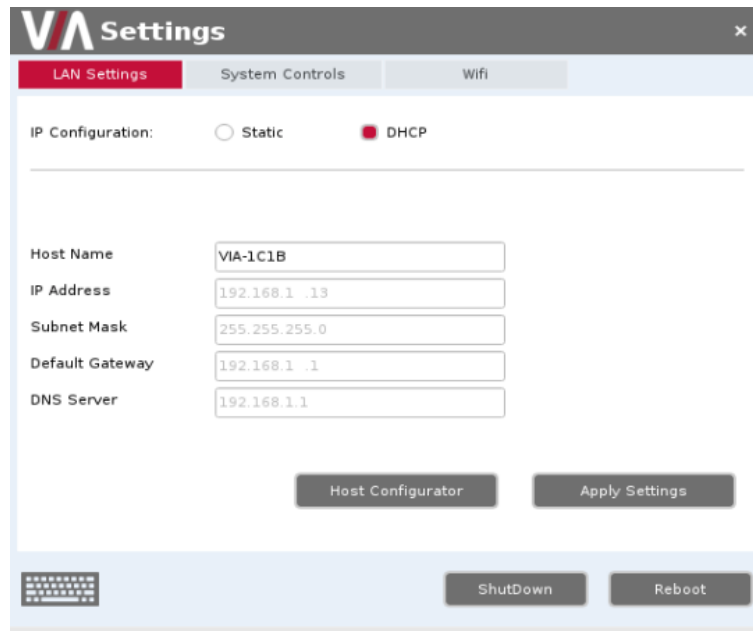 VIA Settings ×
LAN Settings System Controls Wifi
IP Configuration: Static DHCP
Host Name VIA-1C1B
IP Address 192.168.1 .13
Subnet Mask 255.255.255.0
Default Gateway 192.168.1 .1
DNS Server 192.168.1.1
Host Configurator Apply Settings
ShutDown Reboot